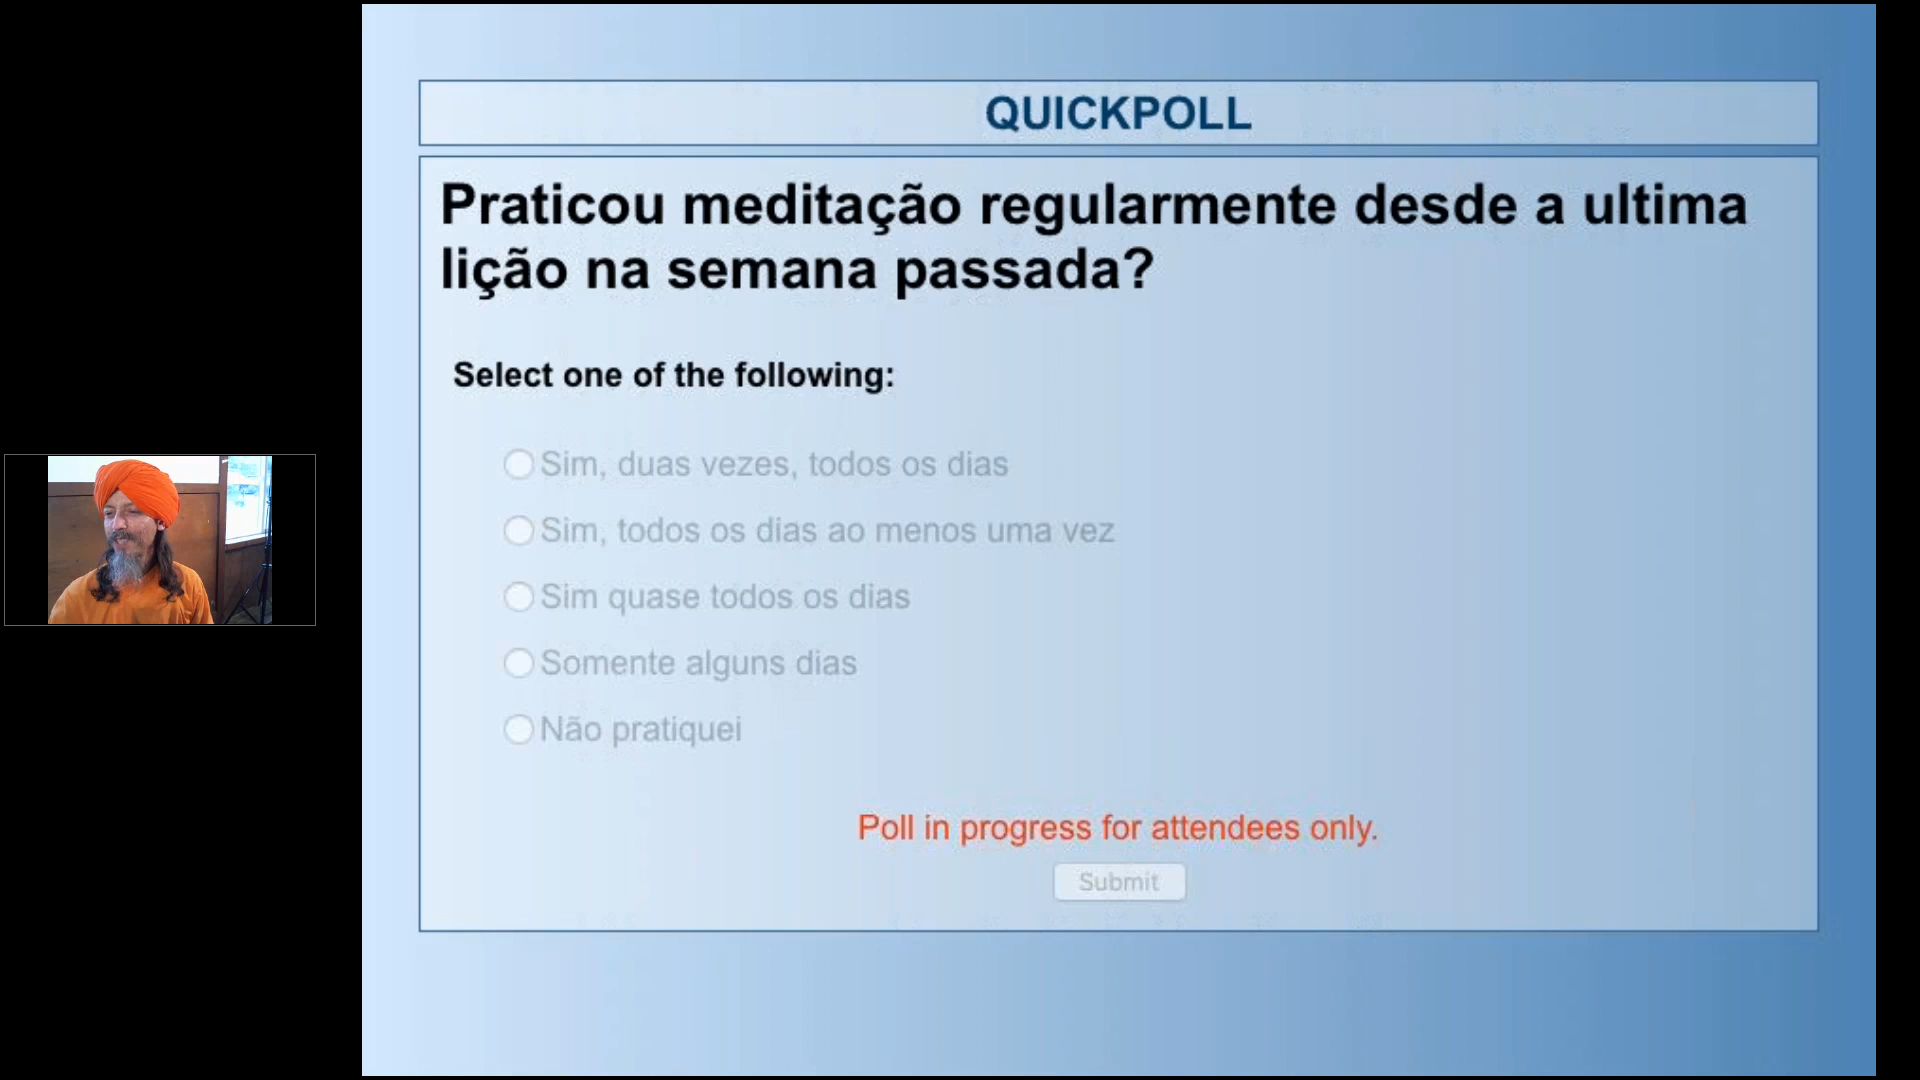 QUICKPOLL
Praticou meditação regularmente desde a ultima
lição na semana passada?
Select one of the following:
Sim, duas vezes, todos os dias
Sim, todos os dias ao menos uma vez
Sim quase todos os dias
Somente alguns dias
Não pratiquei
Poll in progress for attendees only.
Submit